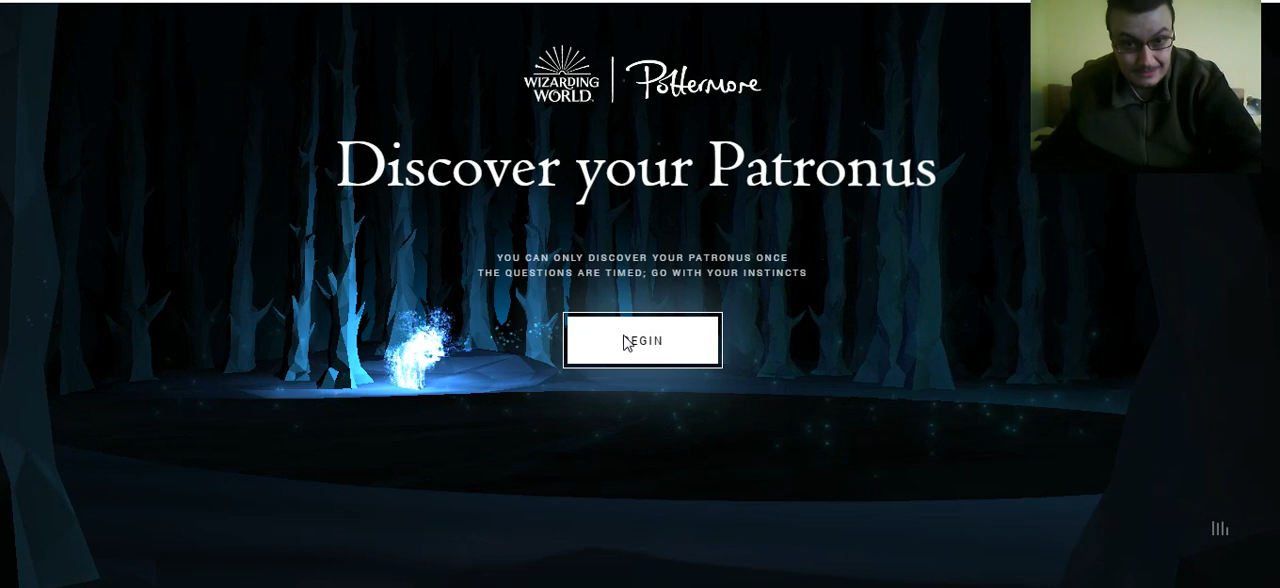 WIZARDING
WORLD.
Pottermore
Discover your Patronus
YOU CAN ONLY DISCOVER YOUR PATRONUS ONCE
THE QUESTIONS ARE TIMED; GO WITH YOUR INSTINCTS
BEGIN